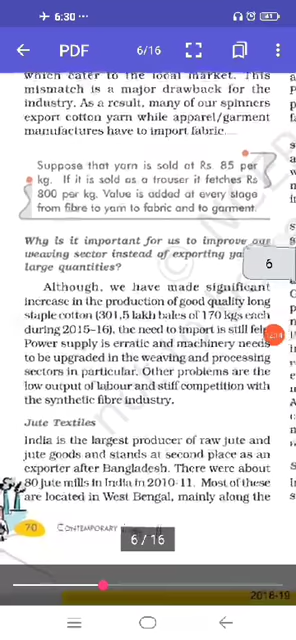 6:30
41
PDF
6/16
which cater to the local market. This
mismatch is a major drawback for the
industry. As a result, many of our spinners
export cotton yarn while apparel/garment
manufactures have to import fabric.
Suppose that yarn is sold at Rs. 85 per
kg. If it is sold as a trouser it fetches Rs
800 per kg. Value is added at every stage
from fibre to yarn to fabric and to garment.
Why is it important for us to improve our
weaving sector instead of exporting
large quantities?
6
Although, we have made significant
increase in the production of good quality long
staple cotton (301.5 lakh bales of 170 kgs each
during 2015–16), the need to import is still
Power supply is erratic and machinery needs
to be upgraded in the weaving and processing
sectors in particular. Other problems are the
low output of labour and stiff competition with
the synthetic fibre industry.
Jute Textiles
India is the largest producer of raw jute and
jute goods and stands at second place as an
exporter after Bangladesh. There were about
80 jute mills in India in 2010-11. Most of these
are located in West Bengal, mainly along the
70 CONTEMPORARY
6/16
2018-19